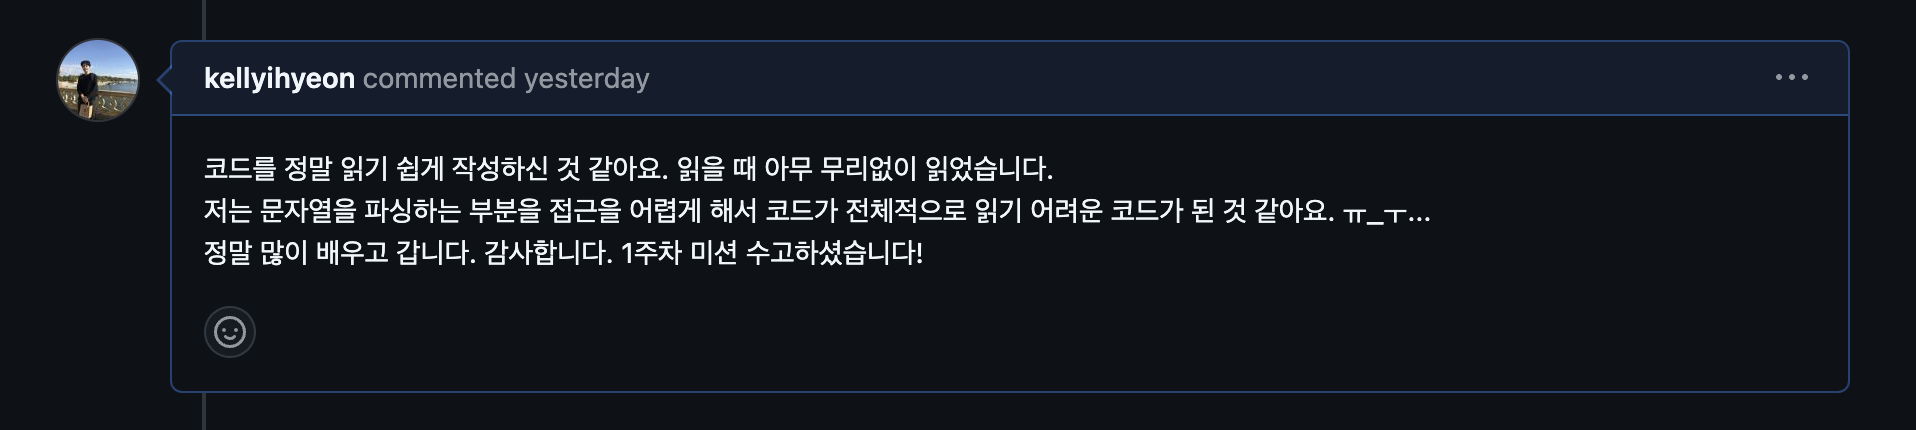 kellyihyeon commented yesterday
코드를 정말 읽기 쉽게 작성하신 것 같아요. 읽을 때 아무 무리없이 읽었습니다.
저는 문자열을 파싱하는 부분을 접근을 어렵게 해서 코드가 전체적으로 읽기 어려운 코드가 된 것 같아요. ㅠ_ㅜ...
정말 많이 배우고 갑니다. 감사합니다. 1주차 미션 수고하셨습니다!